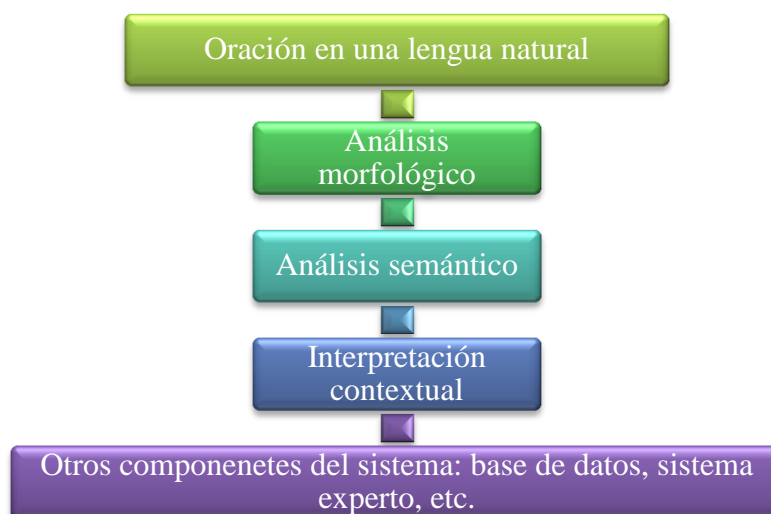 Oración en una lengua natural
Análisis
morfológico
Análisis semántico
Interpretación
contextual
Otros componenetes del sistema: base de datos, sistema
experto, etc.